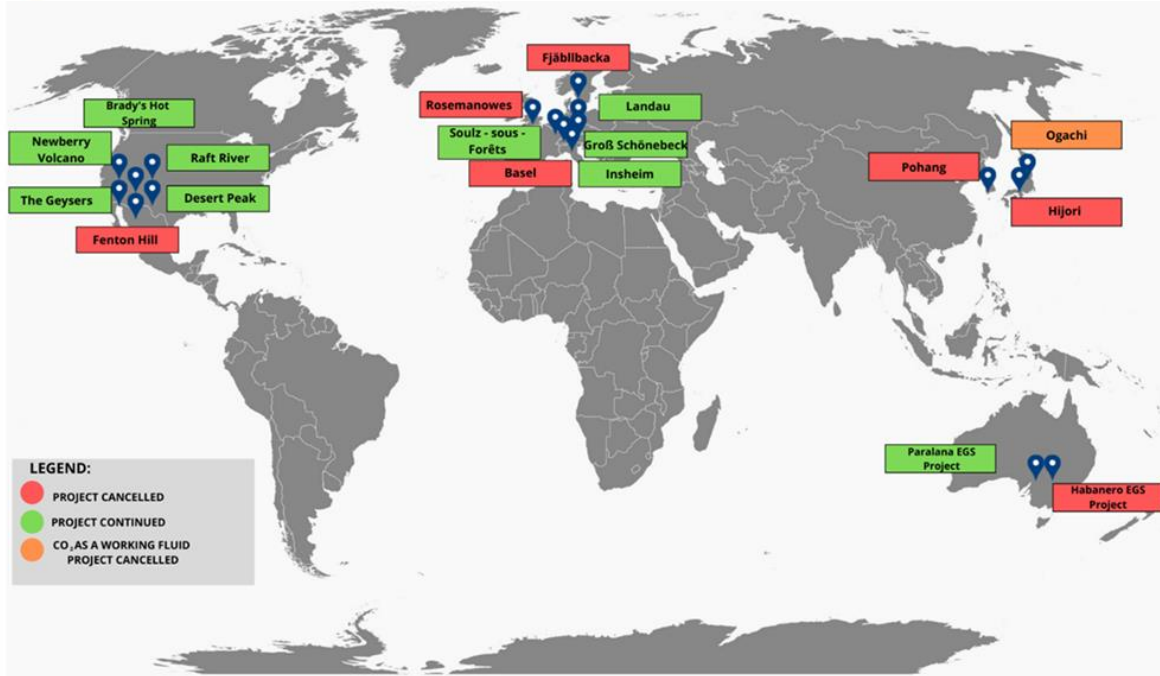 Fjäbllbacka
Rosemanowes
Landau
Brady's Hot
Spring
Ogachi
Newberry
Volcano
Soulz - sous -
Forêts
Groß Schönebeck
Raft River
Pohang
Basel
Insheim
The Geysers
Desert Peak
Hijori
Fenton Hill
Paralana EGS
Project
LEGEND:
PROJECT CANCELLED
Habanero EGS
Project
PROJECT CONTINUED
CO₂ AS A WORKING FLUID
PROJECT CANCELLED